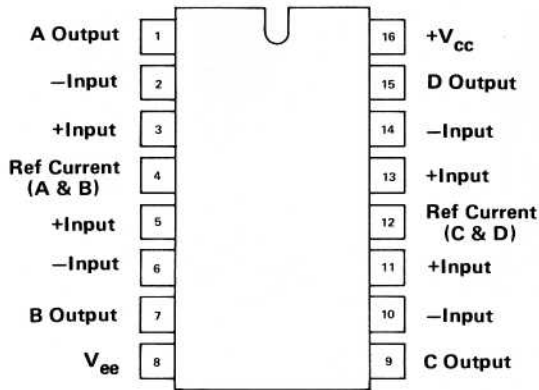 A Output 1
−Input 2
+Input 3
Ref Current
(A & B) 4
+Input 5
−Input 6
B Output 7
Vee 8
16 +Vcc
15 D Output
14 −Input
13 +Input
12 Ref Current
(C & D)
11 +Input
10 −Input
9 C Output